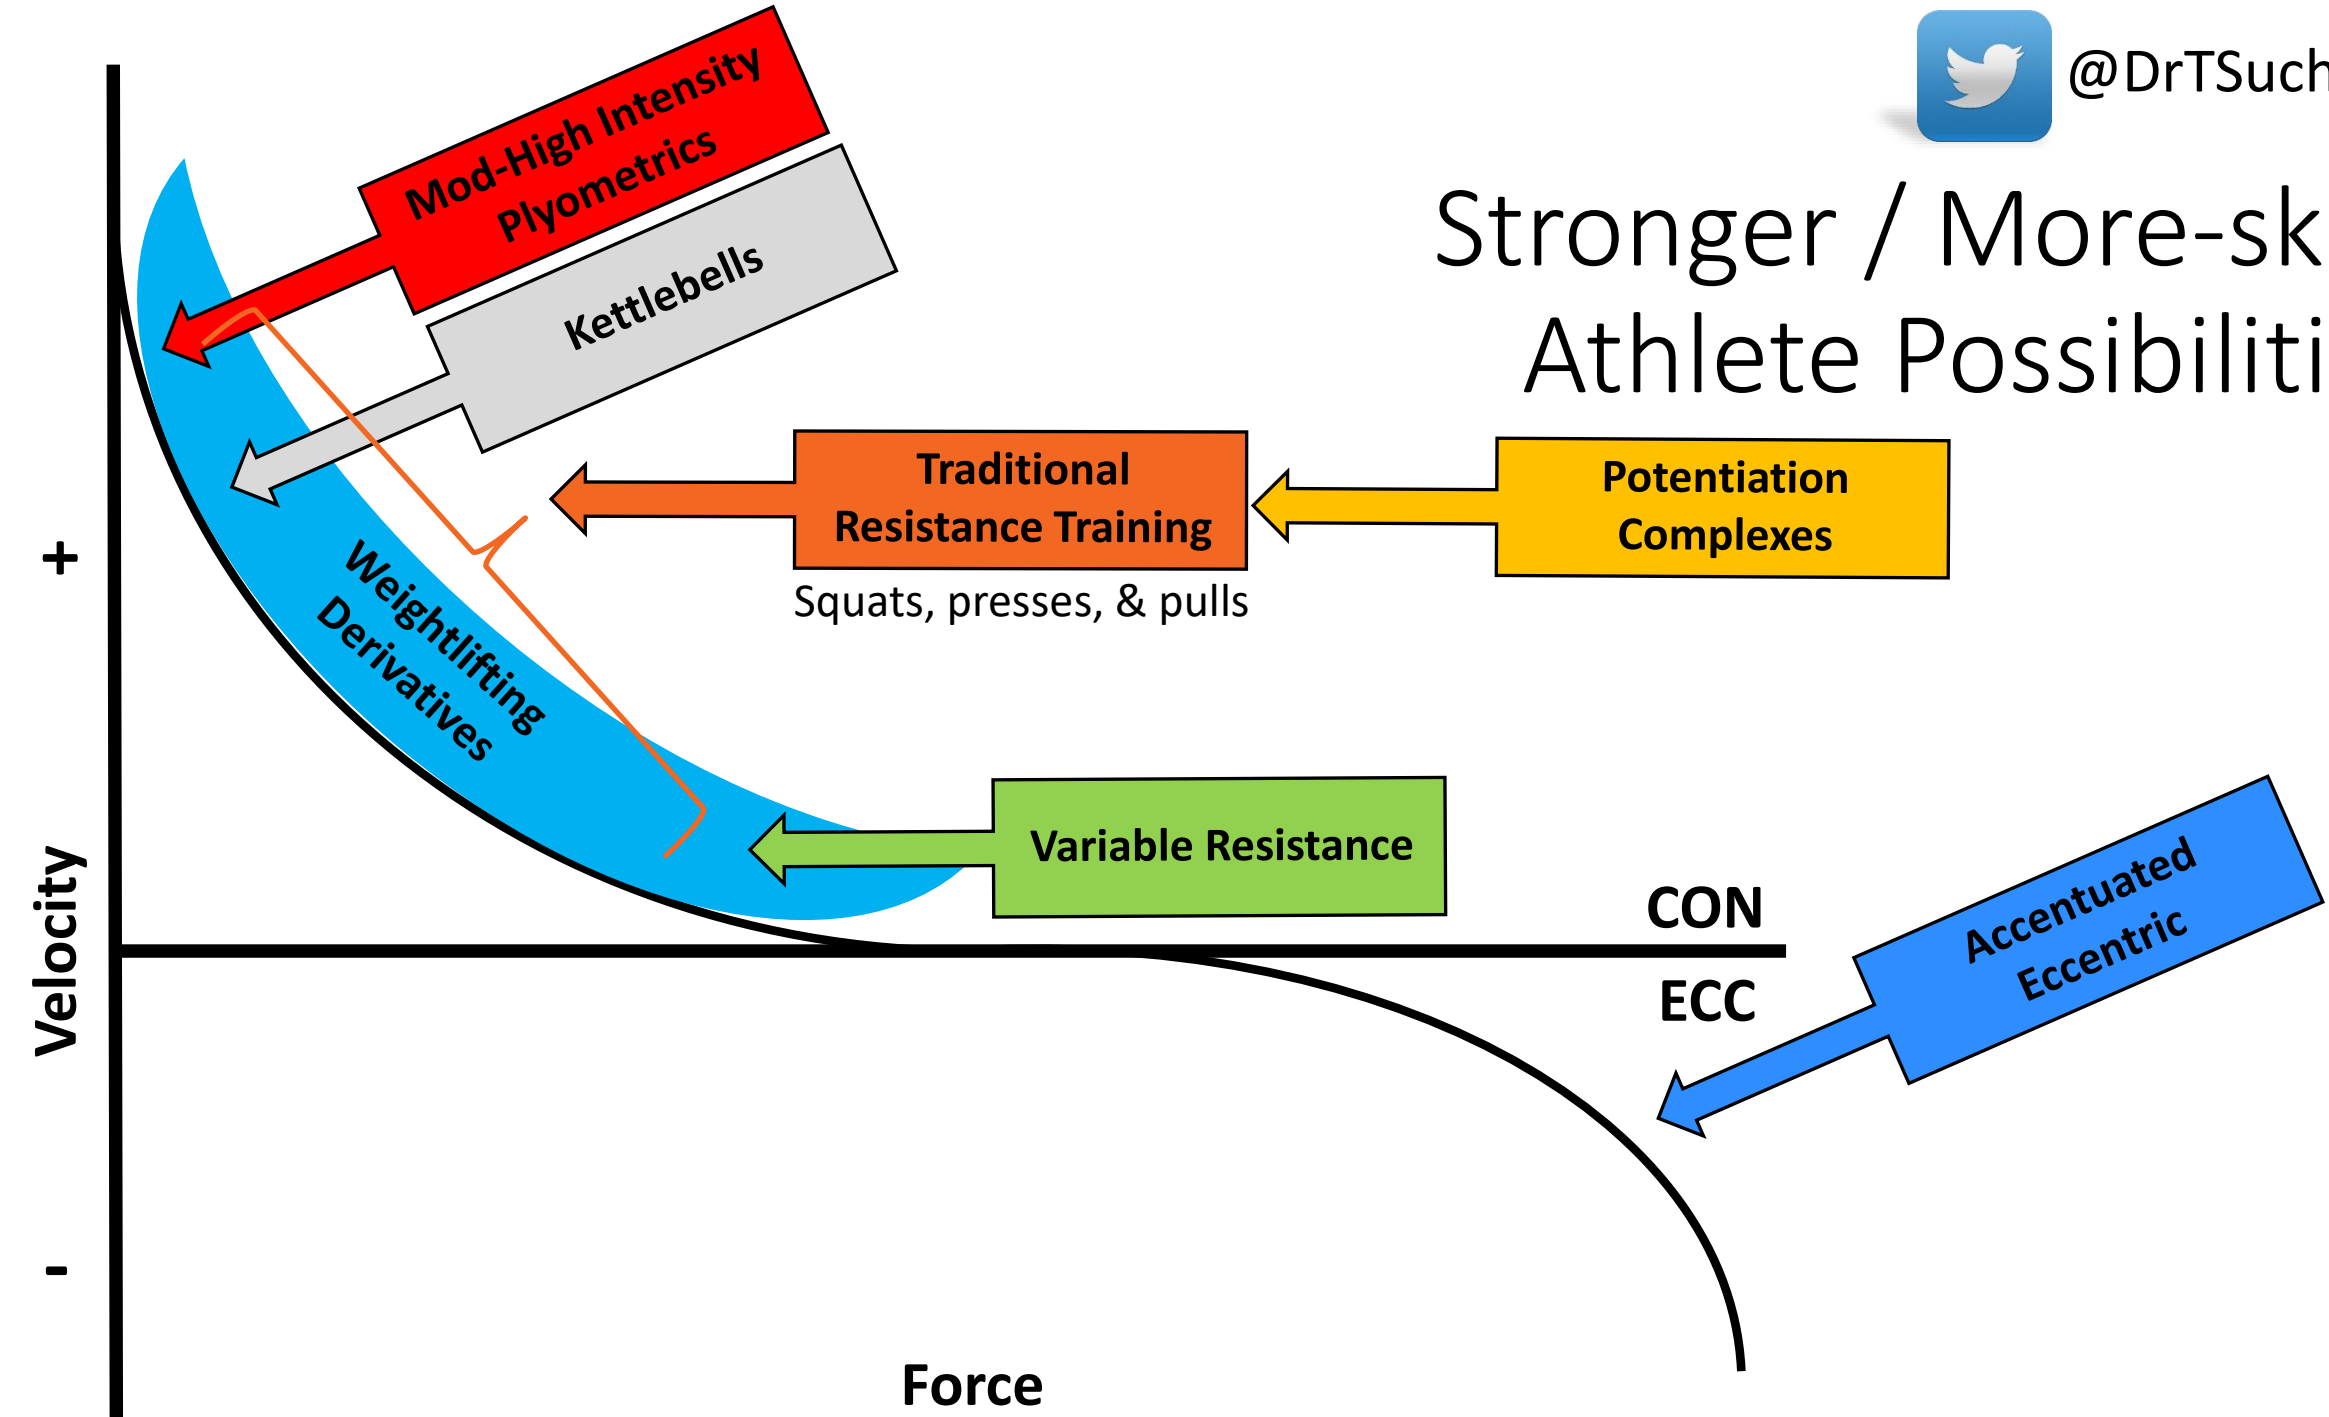 @DrTSuch
Stronger / More-sk
Athlete Possibiliti
Mod-High Intensity
Plyometrics
Kettlebells
Traditional
Resistance Training
Squats, presses, & pulls
Potentiation
Complexes
Weightlifting
Derivatives
Variable Resistance
+
Velocity
-
CON
ECC
Accentuated
Eccentric
Force